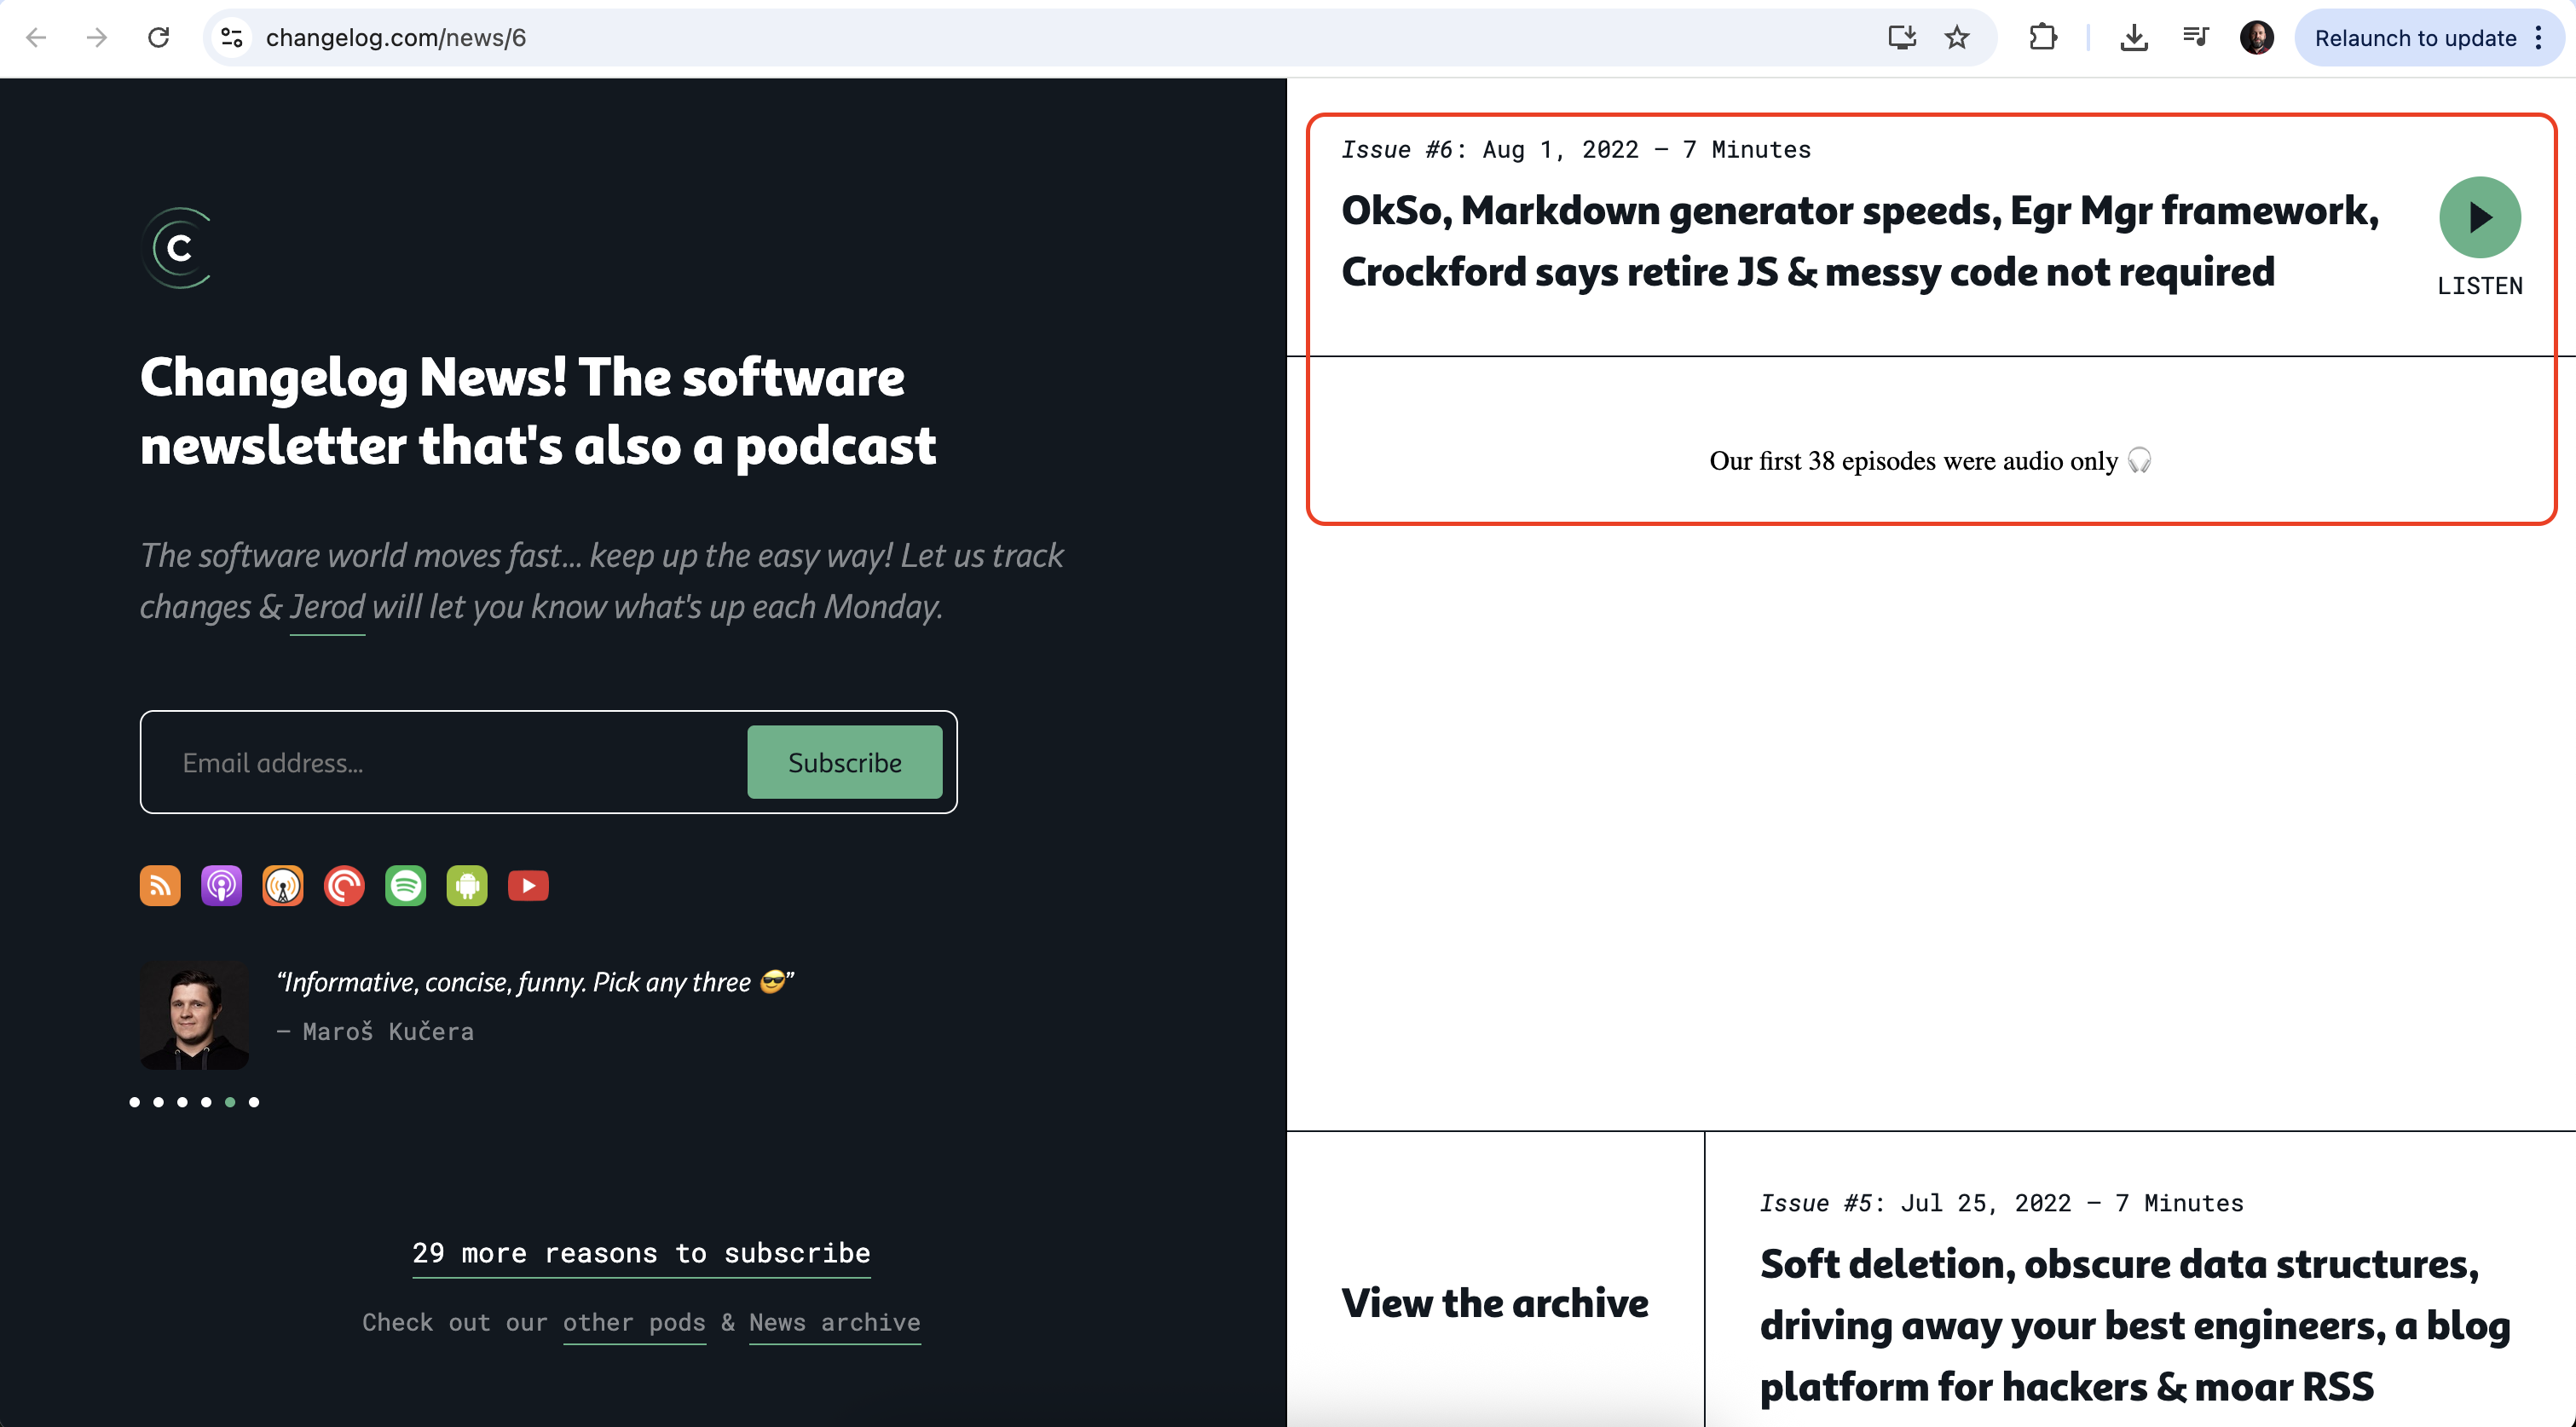 changelog.com/news/6
Relaunch to update
C
Changelog News! The software
newsletter that's also a podcast
The software world moves fast... keep up the easy way! Let us track
changes & Jerod will let you know what's up each Monday.
Email address...
Subscribe
“Informative, concise, funny. Pick any three 😎”
— Maroš Kučera
29 more reasons to subscribe
Check out our other pods & News archive
Issue #6: Aug 1, 2022 — 7 Minutes
OkSo, Markdown generator speeds, Egr Mgr framework,
Crockford says retire JS & messy code not required
LISTEN
Our first 38 episodes were audio only 🎧
View the archive
Issue #5: Jul 25, 2022 — 7 Minutes
Soft deletion, obscure data structures,
driving away your best engineers, a blog
platform for hackers & moar RSS